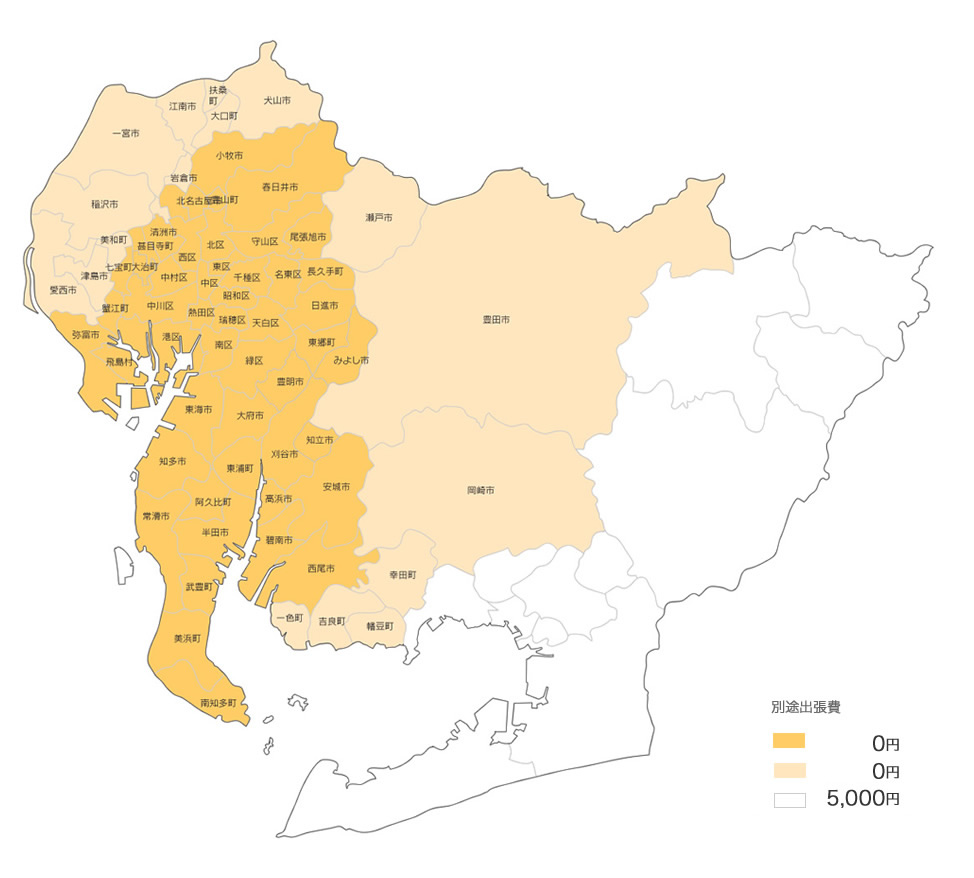 扶桑
町
犬山市
江南市
大口町
一宮市
小牧市
岩倉市
春日井市
稲沢市
北名古屋市
豊山町
瀬戸市
清洲市
美和町
甚目寺町
北区
守山区
尾張旭市
西区
七宝町
大治町
東区
名東区
長久手町
津島市
中村区
中区
千種区
愛西市
昭和区
蟹江町
中川区
熱田区
日進市
瑞穂区
天白区
豊田市
弥富市
港区
南区
東郷町
飛島村
緑区
みよし市
豊明市
東海市
大府市
知立市
刈谷市
知多市
東浦町
安城市
岡崎市
高浜市
阿久比町
常滑市
半田市
碧南市
西尾市
幸田町
武豊町
一色町
吉良町
幡豆町
美浜町
南知多町
別途出張費
0円
0円
5,000円